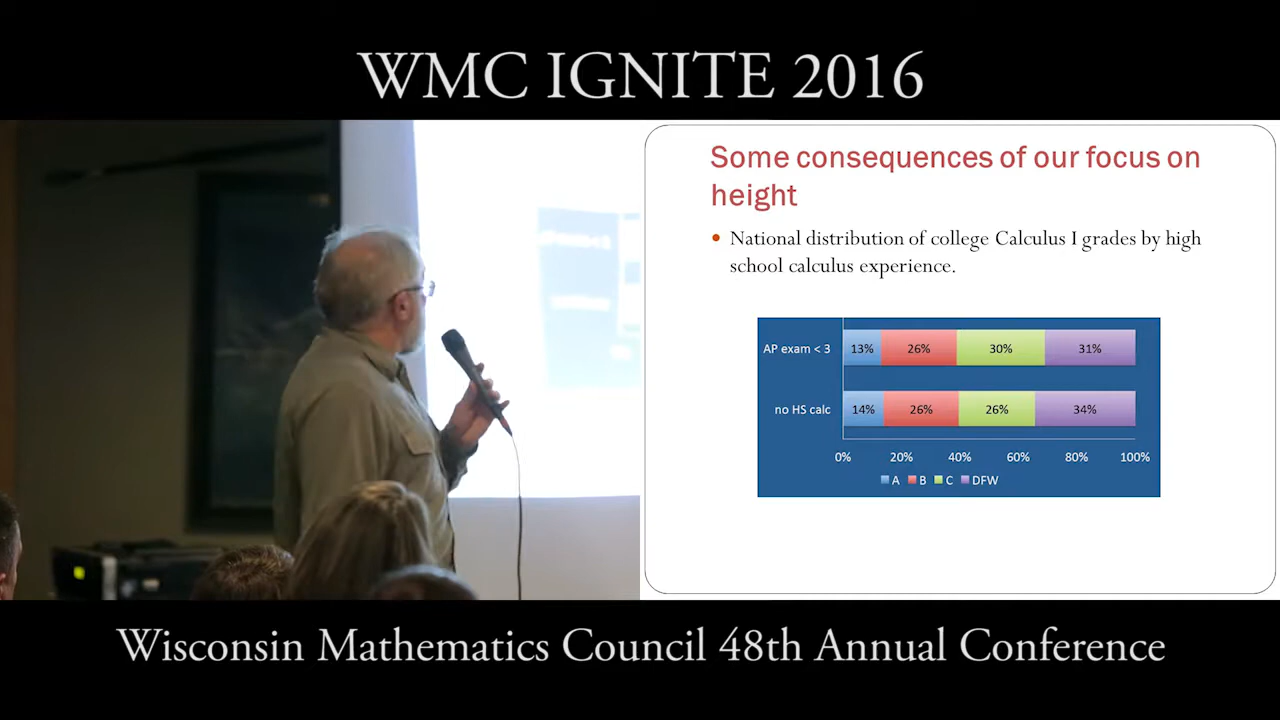 WMC IGNITE 2016
Some consequences of our focus on
height
• National distribution of college Calculus I grades by high
school calculus experience.
AP exam < 3 13% 26% 30% 31%
no HS calc 14% 26% 26% 34%
0% 20% 40% 60% 80% 100%
A B C DFW
Wisconsin Mathematics Council 48th Annual Conference